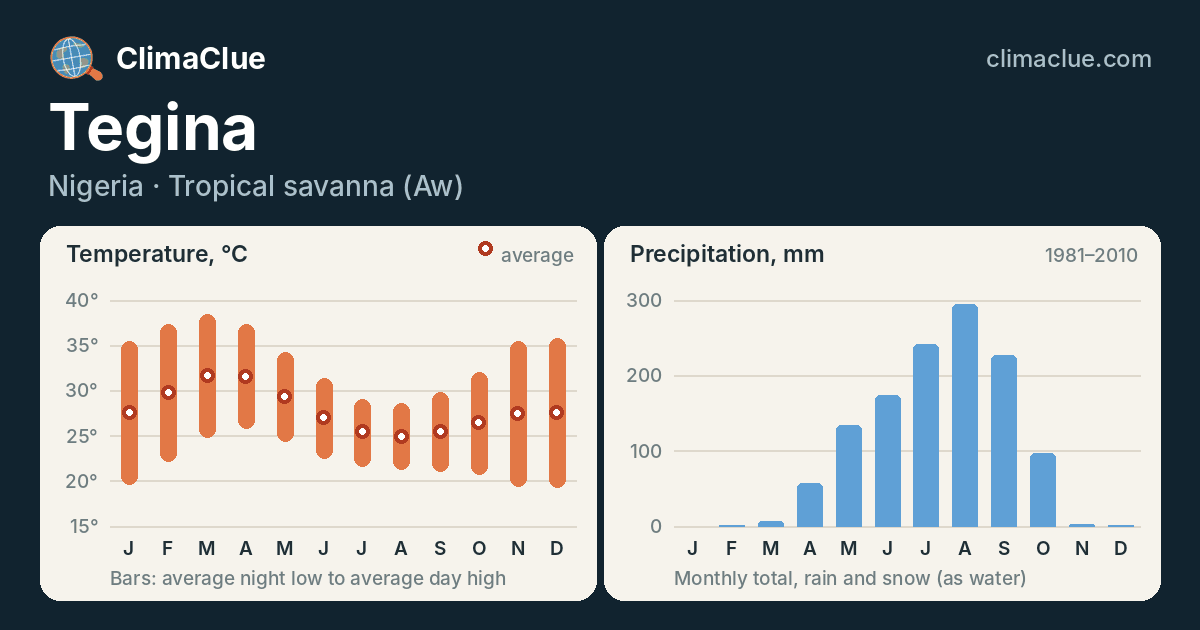 ClimaClue
climaclue.com
Tegina
Nigeria · Tropical savanna (Aw)
Temperature, °C
average
40°
35°
30°
25°
20°
15°
J F M A M J J A S O N D
Bars: average night low to average day high
Precipitation, mm
1981–2010
300
200
100
0
J F M A M J J A S O N D
Monthly total, rain and snow (as water)